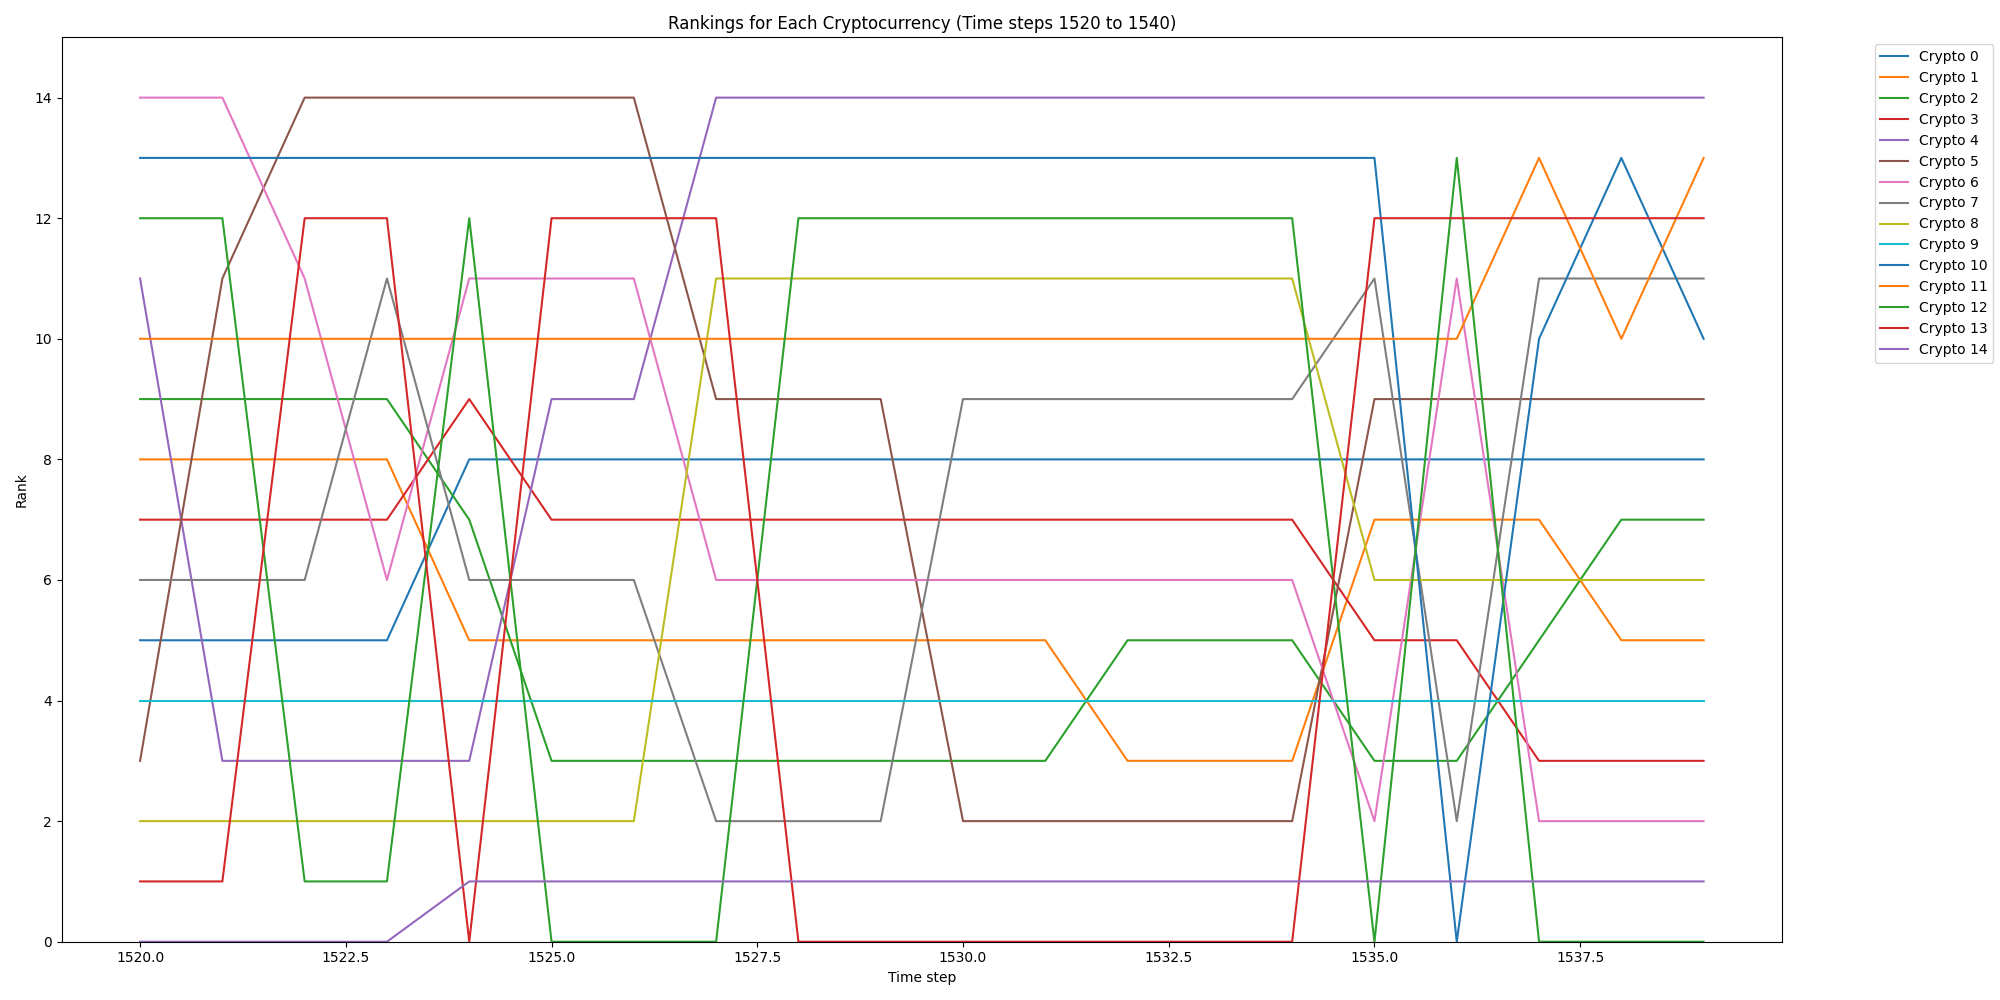 Rankings for Each Cryptocurrency (Time steps 1520 to 1540)
Rank
14
12
10
8
6
4
2
0
1520.0
1522.5
1525.0
1527.5
1530.0
1532.5
1535.0
1537.5
Time step
Crypto 0
Crypto 1
Crypto 2
Crypto 3
Crypto 4
Crypto 5
Crypto 6
Crypto 7
Crypto 8
Crypto 9
Crypto 10
Crypto 11
Crypto 12
Crypto 13
Crypto 14